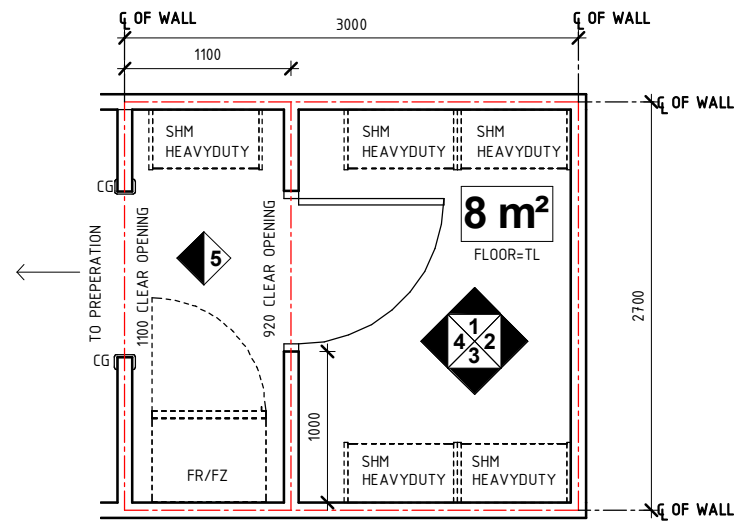 ℄ OF WALL
3000
℄ OF WALL
1100
℄ OF WALL
SHM
HEAVYDUTY
SHM
HEAVYDUTY
SHM
HEAVYDUTY
CG
8 m²
FLOOR=TL
TO PREPERATION
1100 CLEAR OPENING
920 CLEAR OPENING
5
2700
1
4
2
3
CG
1000
FR/FZ
SHM
HEAVYDUTY
SHM
HEAVYDUTY
℄ OF WALL